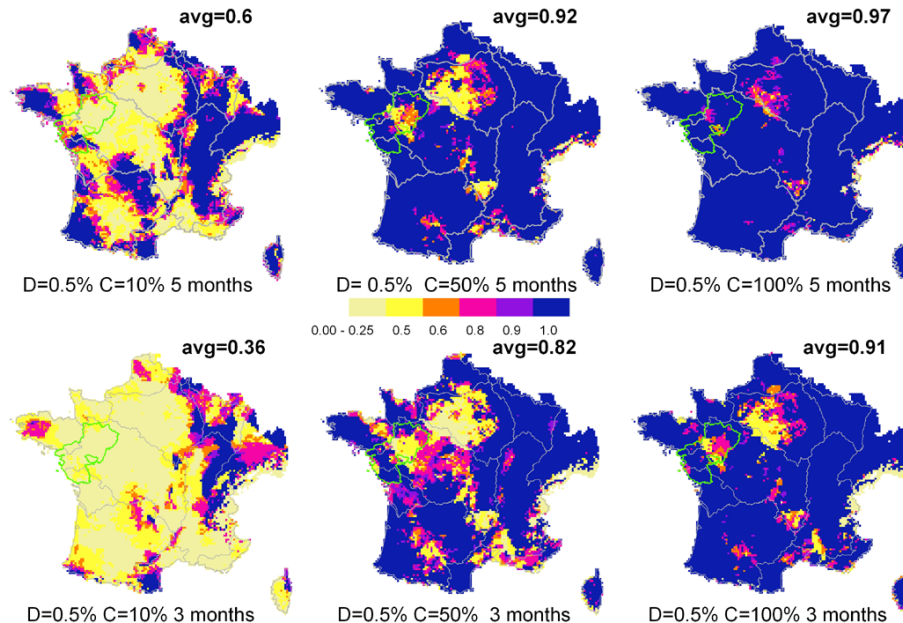 avg=0.6 avg=0.92 avg=0.97
D=0.5% C=10% 5 months D= 0.5% C=50% 5 months D=0.5% C=100% 5 months
0.00 - 0.25 0.5 0.6 0.8 0.9 1.0
avg=0.36 avg=0.82 avg=0.91
D=0.5% C=10% 3 months D=0.5% C=50% 3 months D=0.5% C=100% 3 months